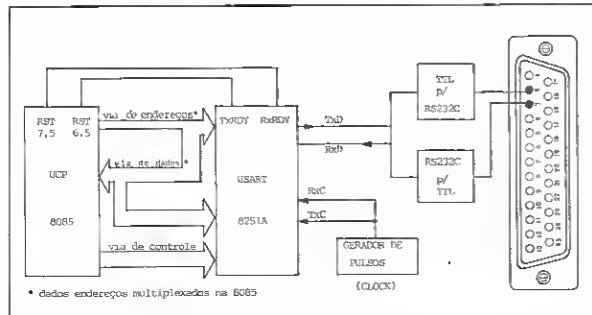 RST 7.5
RST 6.5
UCP
8085
via de endereços*
via de dados *
via de controle
TxRDY RxRDY
USART
8251A
TxD
RxD
RxC
TxC
TTL
p/
RS232C
RS232C
p/
TTL
GERADOR DE
PULSOS
(CLOCK)
* dados endereços multiplexados na 8085